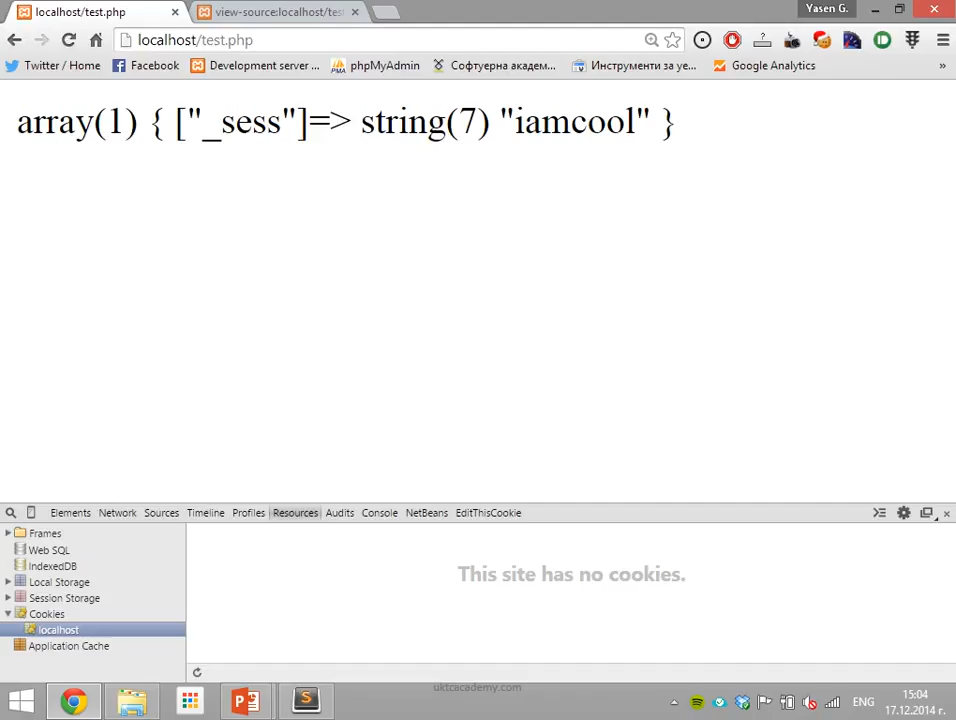 localhost/test.php
view-source:localhost/tes
Yasen G.
localhost/test.php
Twitter / Home Facebook Development server ... phpMyAdmin Софтуерна академ... Инструменти за уе... Google Analytics »
array(1) { ["_sess"]=> string(7) "iamcool" }
Elements Network Sources Timeline Profiles Resources Audits Console NetBeans EditThisCookie
Frames
Web SQL
IndexedDB
Local Storage
Session Storage
Cookies
localhost
Application Cache
This site has no cookies.
uktcacademy.com
ENG
15:04
17.12.2014 г.